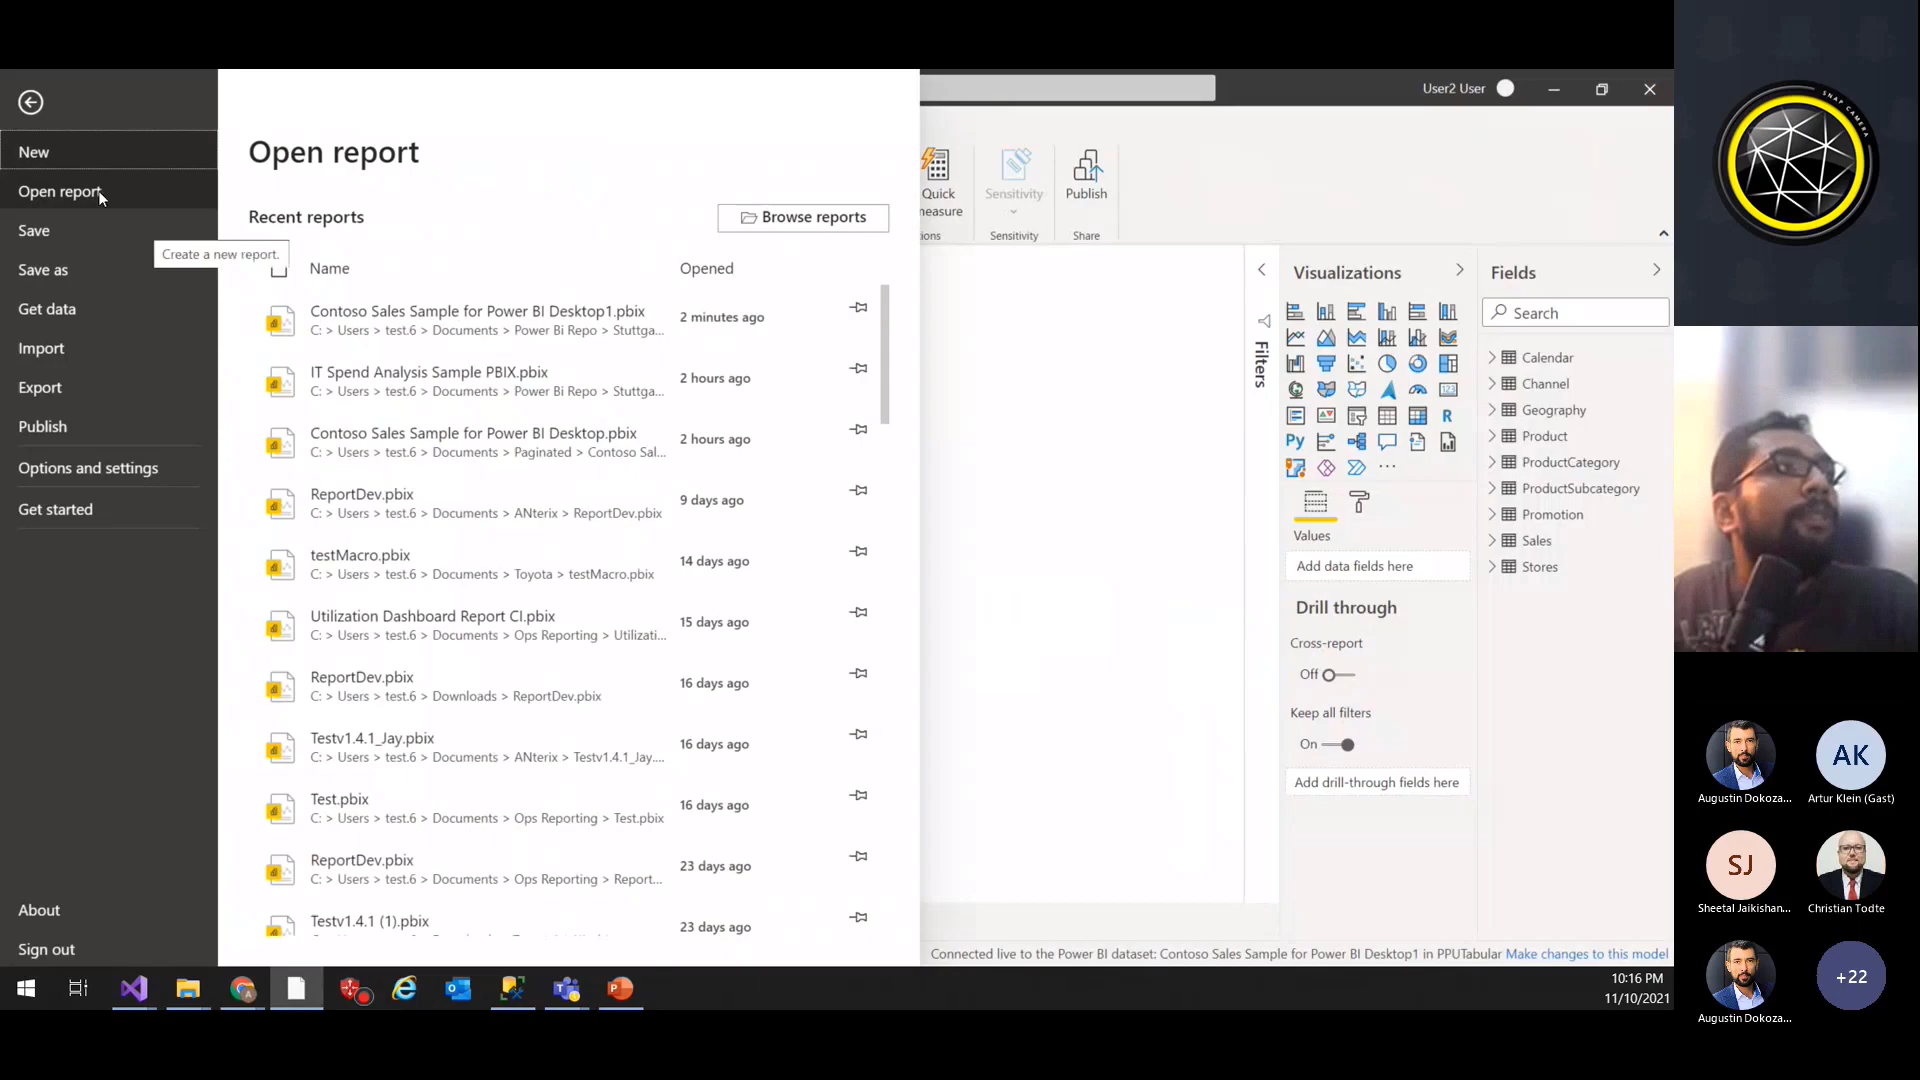 New
Open report
Save
Save as
Get data
Import
Export
Publish
Options and settings
Get started
About
Sign out
Create a new report.
Open report
Recent reports
Browse reports
Name
Opened
Contoso Sales Sample for Power BI Desktop1.pbix
C: > Users > test.6 > Documents > Power Bi Repo > Stuttga...
2 minutes ago
IT Spend Analysis Sample PBIX.pbix
C: > Users > test.6 > Documents > Power Bi Repo > Stuttga...
2 hours ago
Contoso Sales Sample for Power BI Desktop.pbix
C: > Users > test.6 > Documents > Paginated > Contoso Sal...
2 hours ago
ReportDev.pbix
C: > Users > test.6 > Documents > ANterix > ReportDev.pbix
9 days ago
testMacro.pbix
C: > Users > test.6 > Documents > Toyota > testMacro.pbix
14 days ago
Utilization Dashboard Report CI.pbix
C: > Users > test.6 > Documents > Ops Reporting > Utilizati...
15 days ago
ReportDev.pbix
C: > Users > test.6 > Downloads > ReportDev.pbix
16 days ago
Testv1.4.1_Jay.pbix
C: > Users > test.6 > Documents > ANterix > Testv1.4.1_Jay....
16 days ago
Test.pbix
C: > Users > test.6 > Documents > Ops Reporting > Test.pbix
16 days ago
ReportDev.pbix
C: > Users > test.6 > Documents > Ops Reporting > Report...
23 days ago
Testv1.4.1 (1).pbix
23 days ago
User2 User
Quick
easure
ions
Sensitivity
Sensitivity
Publish
Share
Filters
Visualizations
123
R
Py
Values
Add data fields here
Drill through
Cross-report
Off
Keep all filters
On
Add drill-through fields here
Fields
Search
Calendar
Channel
Geography
Product
ProductCategory
ProductSubcategory
Promotion
Sales
Stores
Connected live to the Power BI dataset: Contoso Sales Sample for Power BI Desktop1 in PPUTabular Make changes to this model
10:16 PM
11/10/2021
SNAP CAMERA
Augustin Dokoza...
AK
Artur Klein (Gast)
SJ
Sheetal Jaikishan...
Christian Todte
Augustin Dokoza...
+22